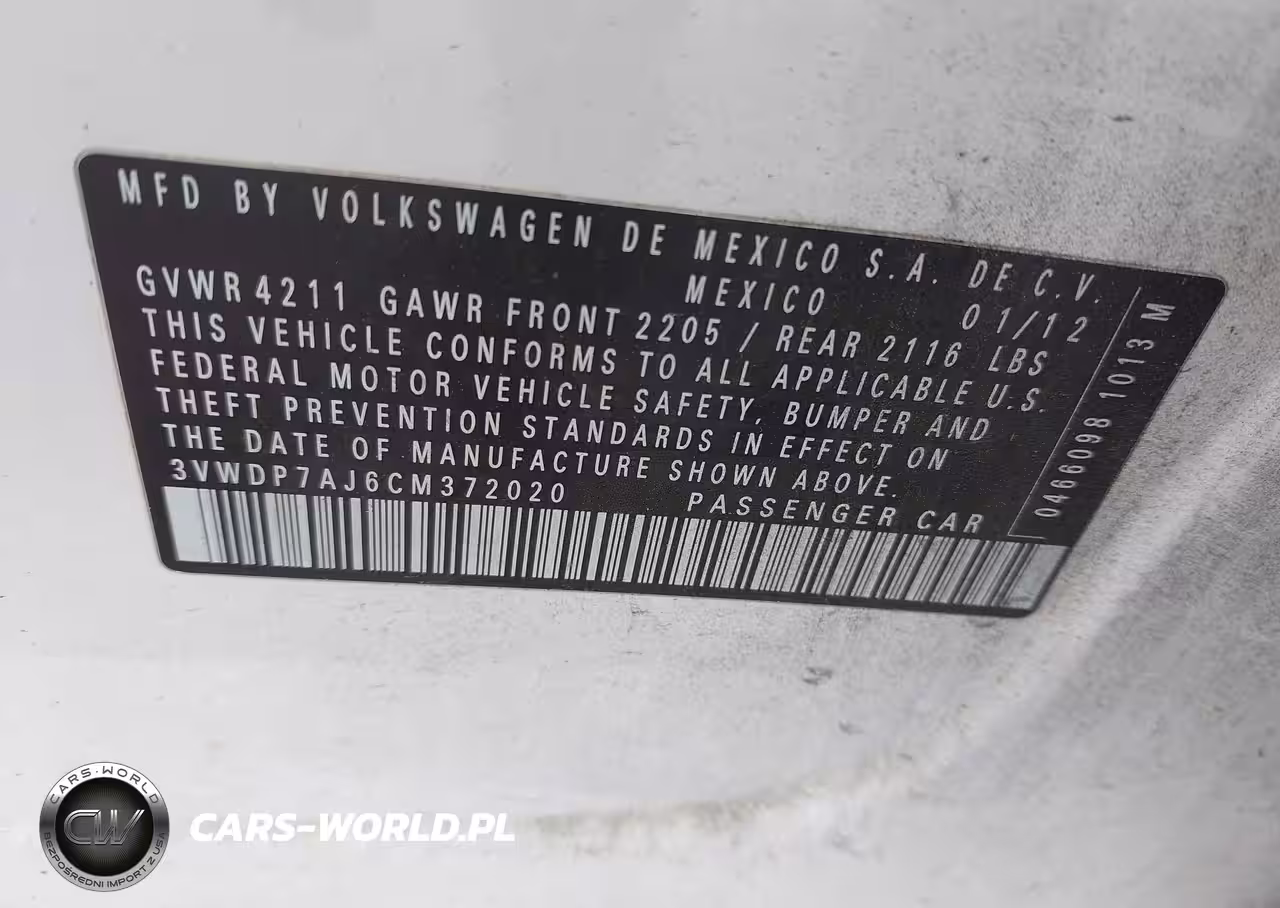 MFD BY VOLKSWAGEN DE MEXICO S.A. DE C.V.
MEXICO 01/12
GVWR 4211 GAWR FRONT 2205 / REAR 2116 LBS
THIS VEHICLE CONFORMS TO ALL APPLICABLE U.S.
FEDERAL MOTOR VEHICLE SAFETY, BUMPER AND
THEFT PREVENTION STANDARDS IN EFFECT ON
THE DATE OF MANUFACTURE SHOWN ABOVE.
3VWDP7AJ6CM372020 PASSENGER CAR
0466098 1013 M
CARS-WORLD
CW
BEZPOŚREDNI IMPORT Z USA
CARS-WORLD.PL